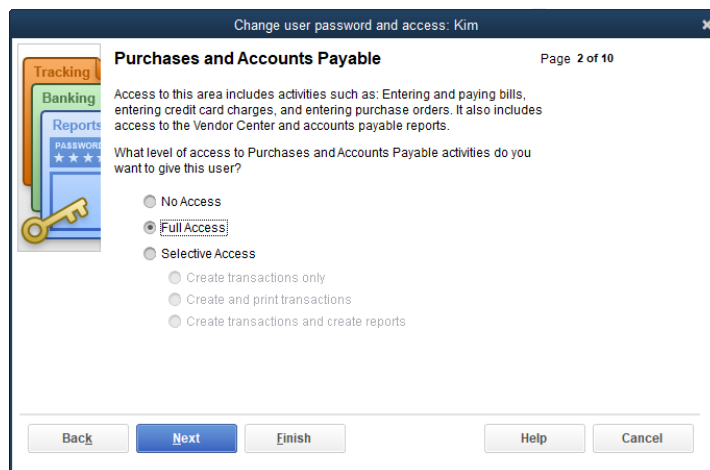 Change user password and access: Kim
Tracking
Banking
Reports
PASSWORD
Purchases and Accounts Payable
Page 2 of 10
Access to this area includes activities such as: Entering and paying bills,
entering credit card charges, and entering purchase orders. It also includes
access to the Vendor Center and accounts payable reports.
What level of access to Purchases and Accounts Payable activities do you
want to give this user?
No Access
Full Access
Selective Access
Create transactions only
Create and print transactions
Create transactions and create reports
Back
Next
Finish
Help
Cancel